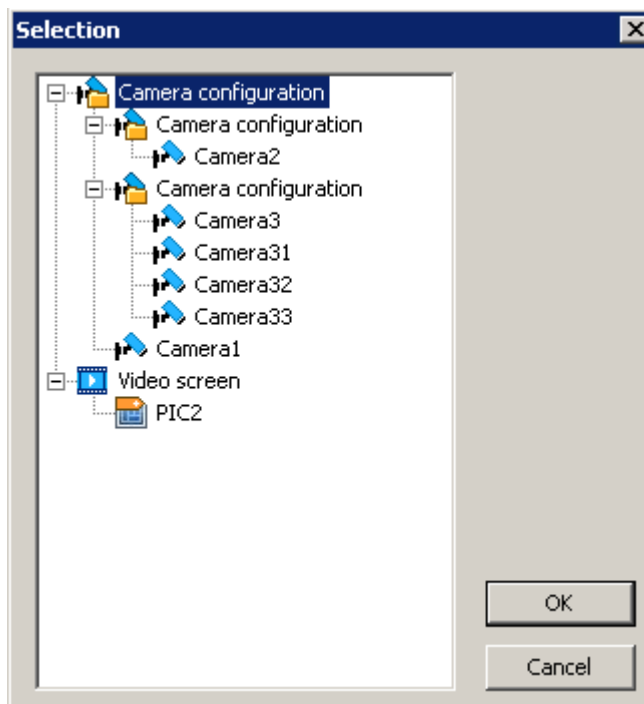 Selection
Camera configuration
Camera configuration
Camera2
Camera configuration
Camera3
Camera31
Camera32
Camera33
Camera1
Video screen
PIC2
OK
Cancel